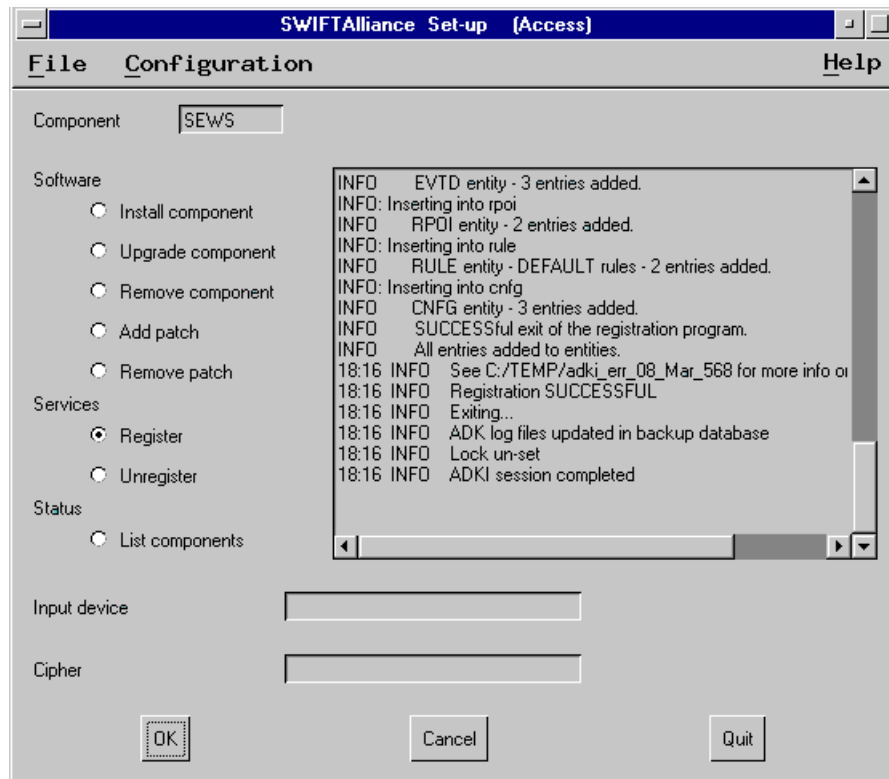 SWIFTAlliance Set-up (Access)
File Configuration Help
Component SEWS
Software
Install component
Upgrade component
Remove component
Add patch
Remove patch
Services
Register
Unregister
Status
List components
INFO EVTD entity - 3 entries added.
INFO: Inserting into rpoi
INFO RPOI entity - 2 entries added.
INFO: Inserting into rule
INFO RULE entity - DEFAULT rules - 2 entries added.
INFO: Inserting into cnfg
INFO CNFG entity - 3 entries added.
INFO SUCCESSful exit of the registration program.
INFO All entries added to entities.
18:16 INFO See C:/TEMP/adki_err_08_Mar_568 for more info
18:16 INFO Registration SUCCESSFUL
18:16 INFO Exiting...
18:16 INFO ADK log files updated in backup database
18:16 INFO Lock un-set
18:16 INFO ADKI session completed
Input device
Cipher
OK Cancel Quit